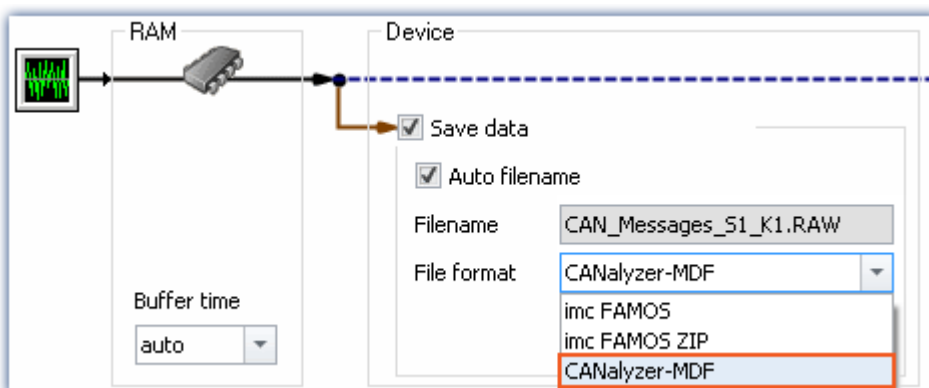 RAM
Device
Save data
Auto filename
Filename CAN_Messages_S1_K1.RAW
File format CANalyzer-MDF
imc FAMOS
Buffer time
imc FAMOS ZIP
auto
CANalyzer-MDF